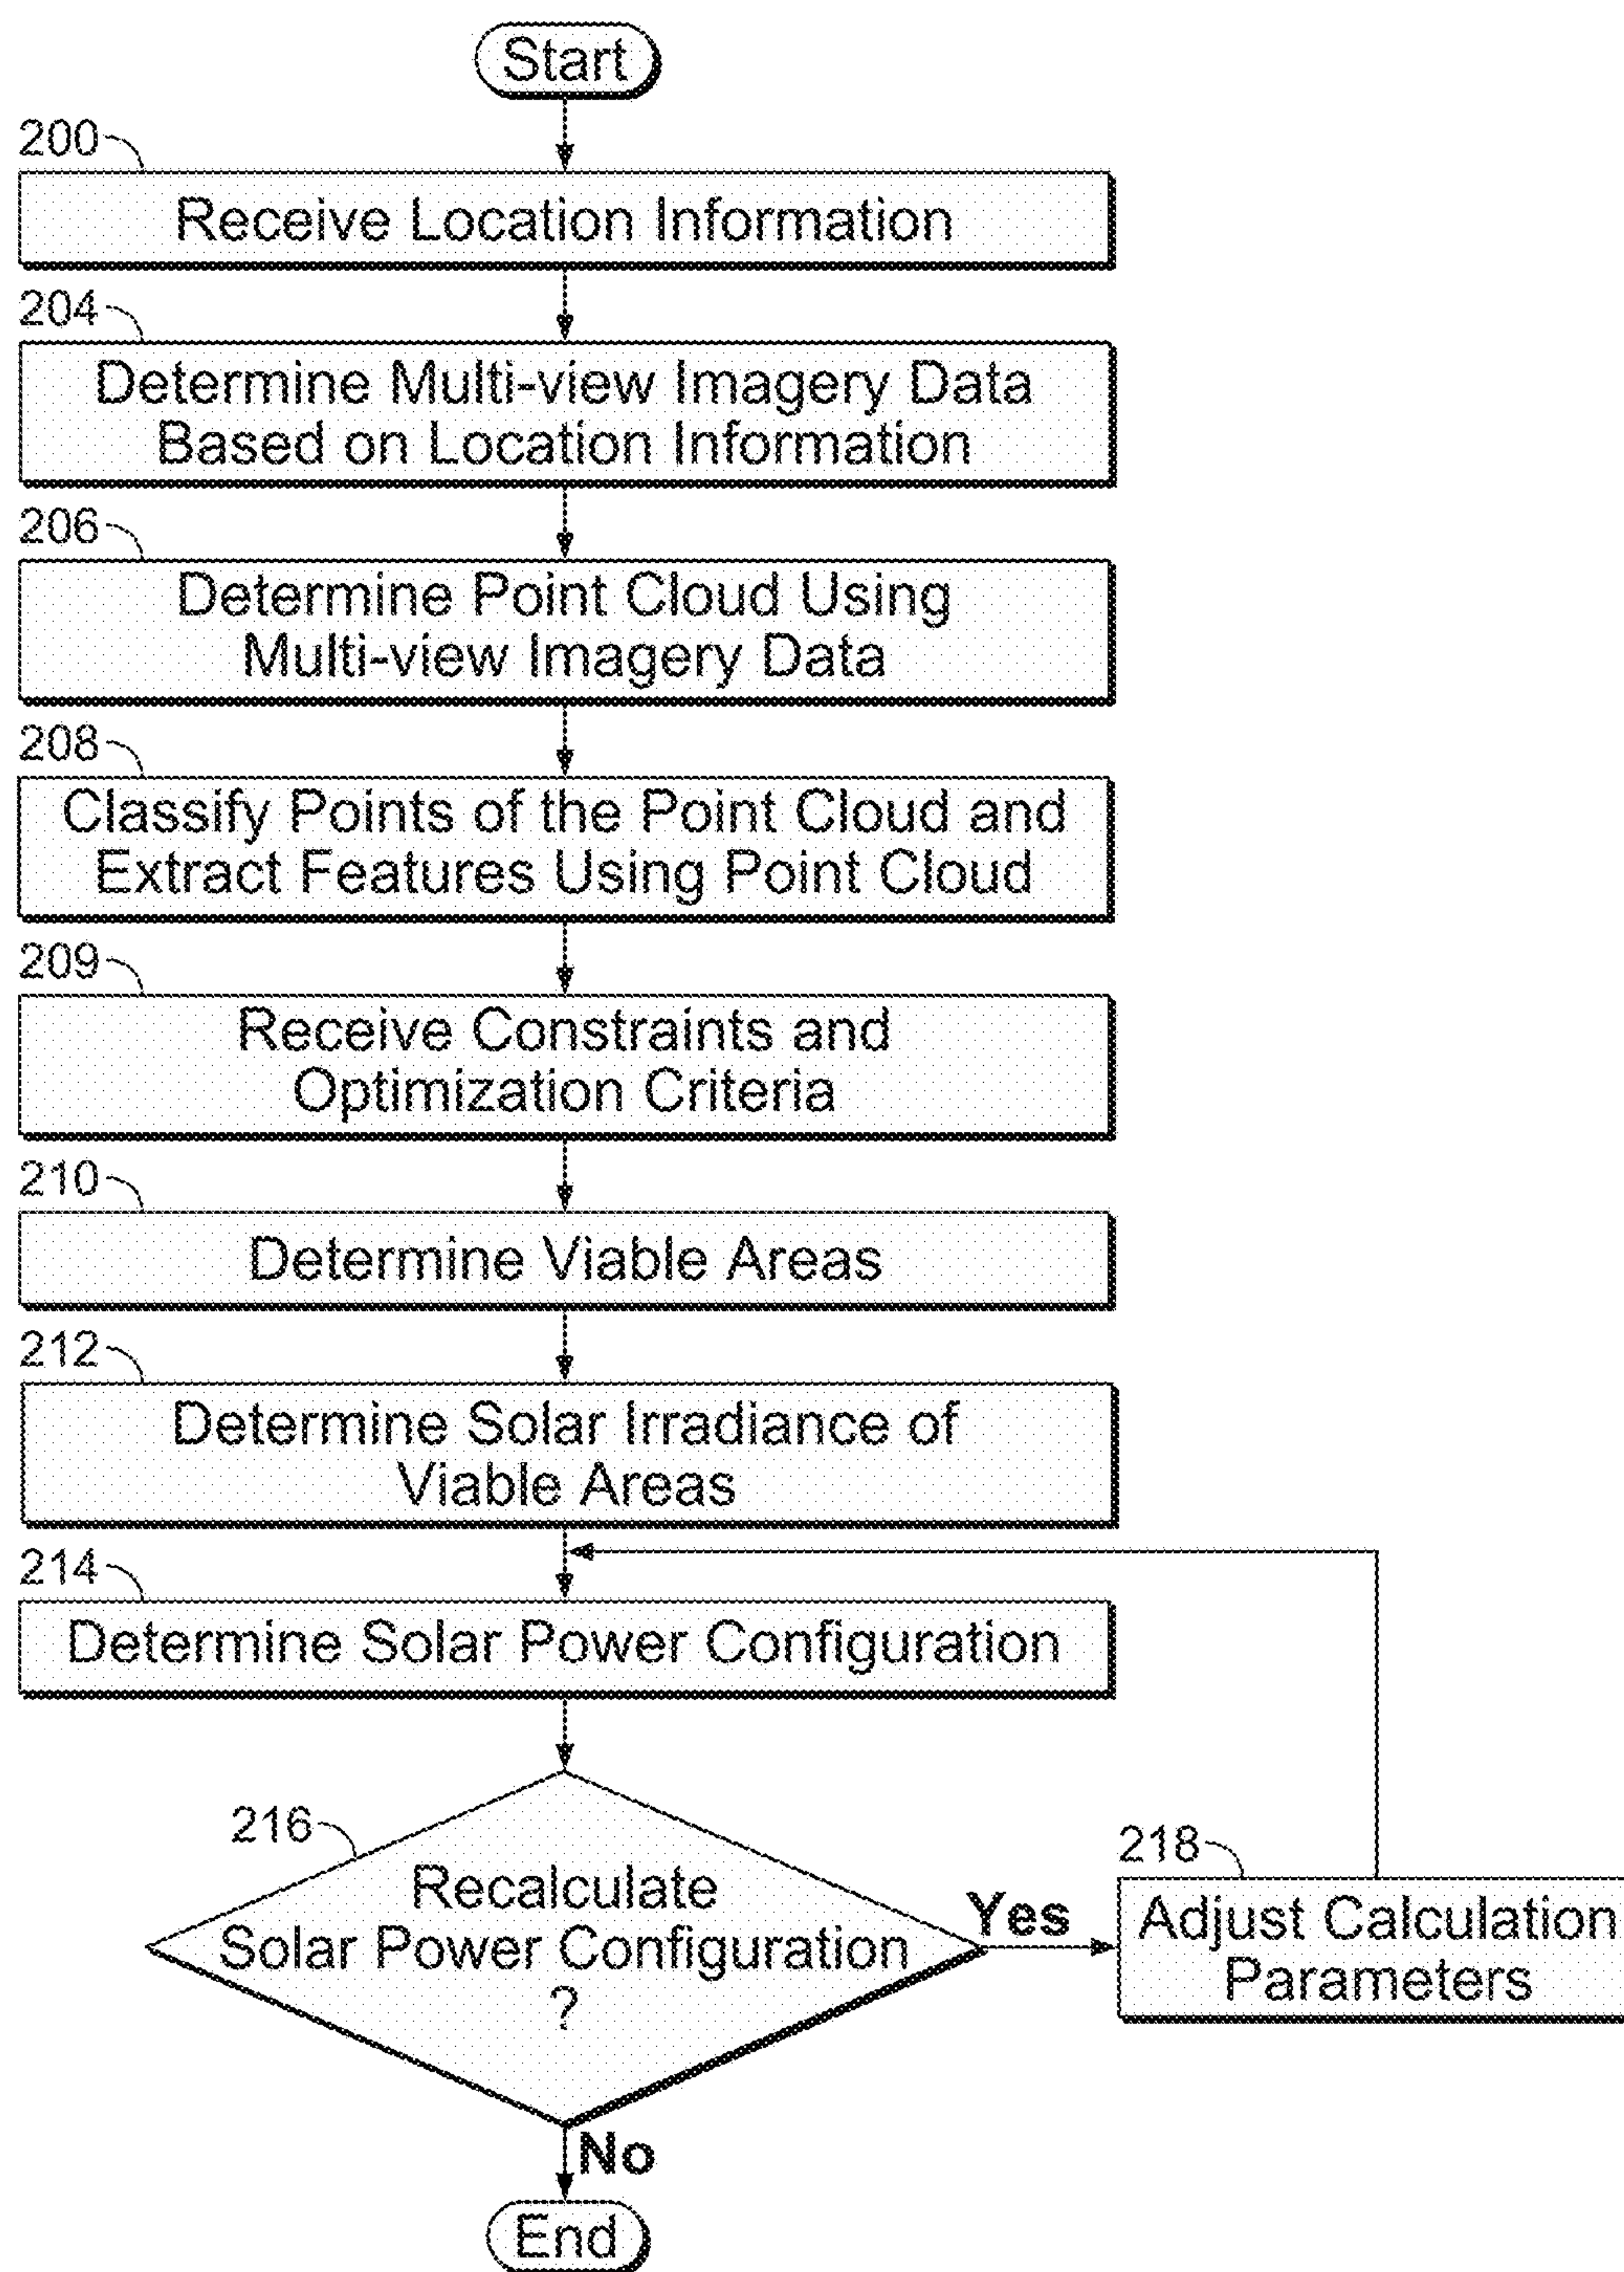 Start
200
Receive Location Information
204
Determine Multi-view Imagery Data
Based on Location Information
206
Determine Point Cloud Using
Multi-view Imagery Data
208
Classify Points of the Point Cloud and
Extract Features Using Point Cloud
209
Receive Constraints and
Optimization Criteria
210
Determine Viable Areas
212
Determine Solar Irradiance of
Viable Areas
214
Determine Solar Power Configuration
216
Recalculate
Solar Power Configuration
?
Yes
218
Adjust Calculation
Parameters
No
End